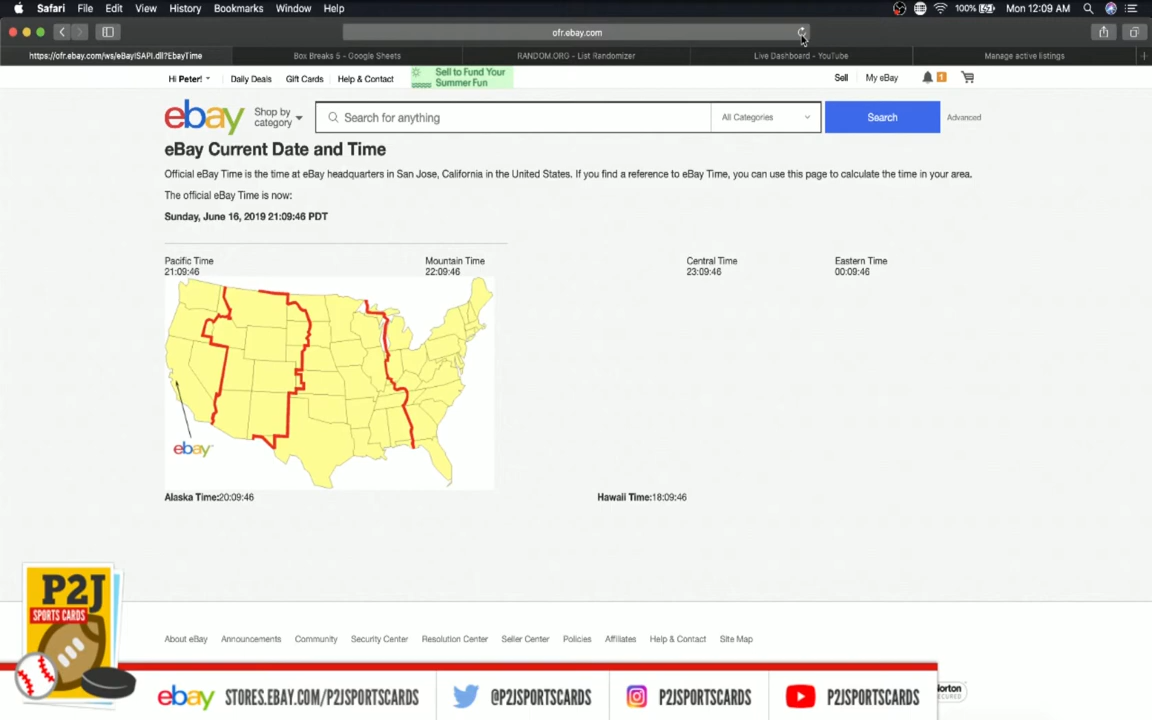 Safari File Edit View History Bookmarks Window Help 100% Mon 12:09 AM
ofr.ebay.com
https://ofr.ebay.com/ws/eBayISAPI.dll?EbayTime Box Breaks 5 - Google Sheets RANDOM.ORG - List Randomizer Live Dashboard - YouTube Manage active listings
Hi Peter! Daily Deals Gift Cards Help & Contact Sell to Fund Your Summer Fun Sell My eBay 1
ebay Shop by category Search for anything All Categories Search Advanced
eBay Current Date and Time
Official eBay Time is the time at eBay headquarters in San Jose, California in the United States. If you find a reference to eBay Time, you can use this page to calculate the time in your area.
The official eBay Time is now:
Sunday, June 16, 2019 21:09:46 PDT
Pacific Time Mountain Time Central Time Eastern Time
21:09:46 22:09:46 23:09:46 00:09:46
ebay
Alaska Time:20:09:46 Hawaii Time:18:09:46
P2J
SPORTS CARDS
About eBay Announcements Community Security Center Resolution Center Seller Center Policies Affiliates Help & Contact Site Map
ebay STORES.EBAY.COM/P2JSPORTSCARDS @P2JSPORTSCARDS P2JSPORTSCARDS P2JSPORTSCARDS